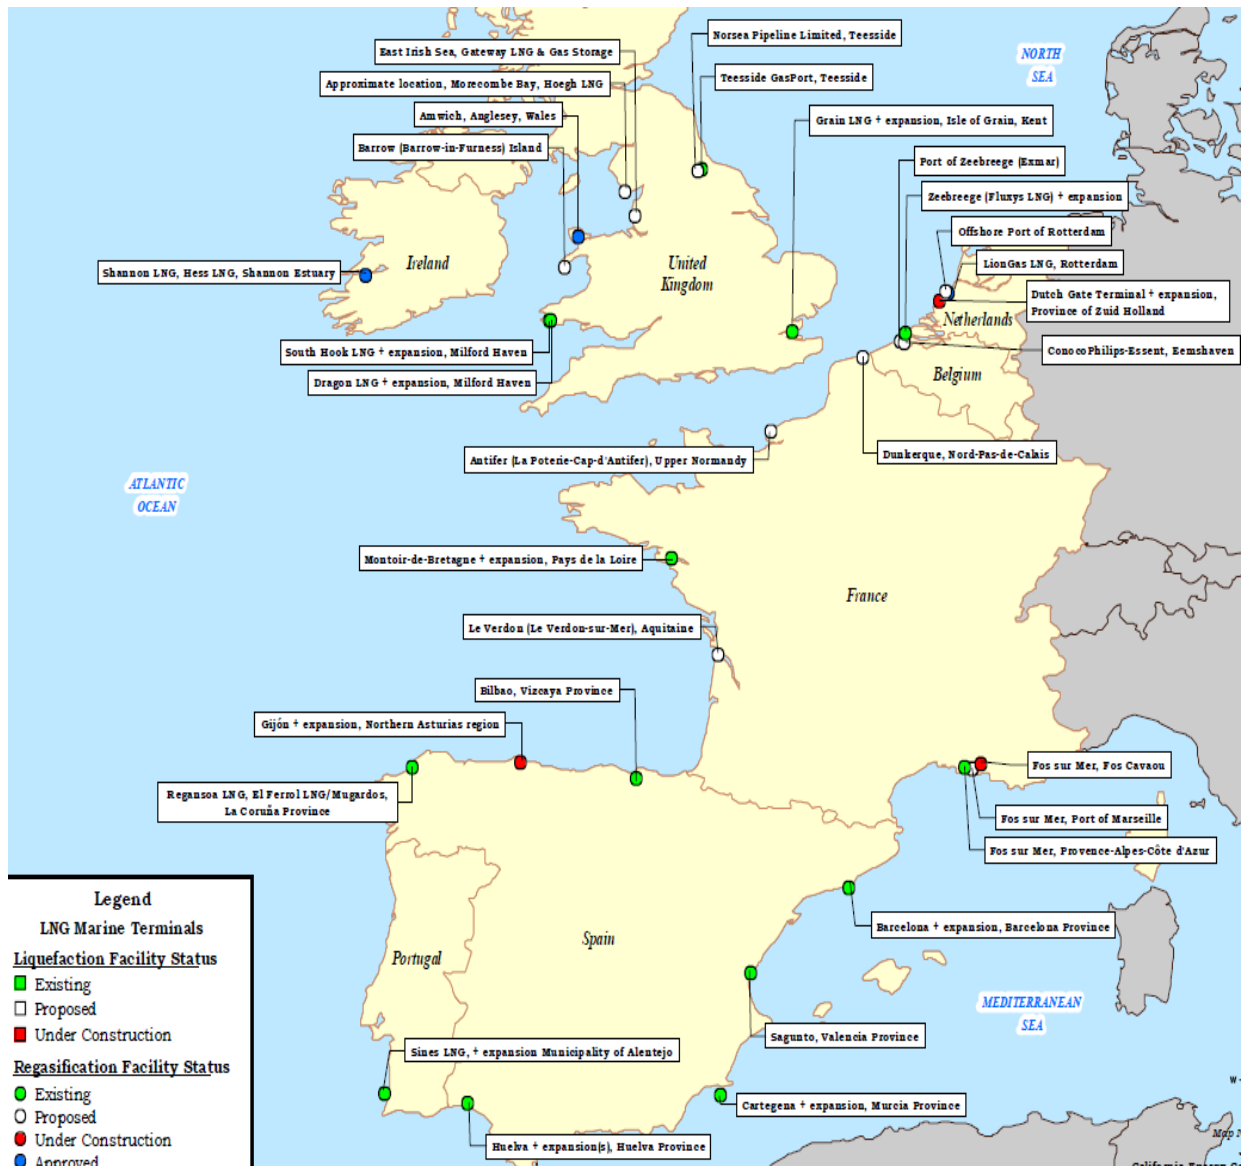 East Irish Sea, Gateway LNG & Gas Storage
Norsea Pipeline Limited, Teesside
NORTH
SEA
Approximate location, Morecombe Bay, Hoegh LNG
Teesside GasPort, Teesside
Amwich, Anglesey, Wales
Grain LNG + expansion, Isle of Grain, Kent
Barrow (Barrow-in-Furness) Island
Port of Zeebreege (Exmar)
Zeebreege (Fluxys LNG) + expansion
Offshore Port of Rotterdam
Ireland
United
Kingdom
LionGas LNG, Rotterdam
Shannon LNG, Hess LNG, Shannon Estuary
Dutch Gate Terminal + expansion,
Province of Zuid Holland
Netherlands
South Hook LNG + expansion, Milford Haven
ConocoPhilips-Essent, Eemshaven
Dragon LNG + expansion, Milford Haven
Belgium
Antifer (La Poterie-Cap-d'Antifer), Upper Normandy
Dunkerque, Nord-Pas-de-Calais
ATLANTIC
OCEAN
Montoir-de-Bretagne + expansion, Pays de la Loire
France
Le Verdon (Le Verdon-sur-Mer), Aquitaine
Bilbao, Vizcaya Province
Gijón + expansion, Northern Asturias region
Fos sur Mer, Fos Cavaou
Regansoa LNG, El Ferrol LNG/Mugardos,
La Coruña Province
Fos sur Mer, Port of Marseille
Fos sur Mer, Provence-Alpes-Côte d'Azur
Barcelona + expansion, Barcelona Province
Portugal
Spain
MEDITERRANEAN
SEA
Sagunto, Valencia Province
Sines LNG, + expansion Municipality of Alentejo
Cartegena + expansion, Murcia Province
Huelva + expansion(s), Huelva Province
Legend
LNG Marine Terminals
Liquefaction Facility Status
Existing
Proposed
Under Construction
Regasification Facility Status
Existing
Proposed
Under Construction
Approved
W
Map N